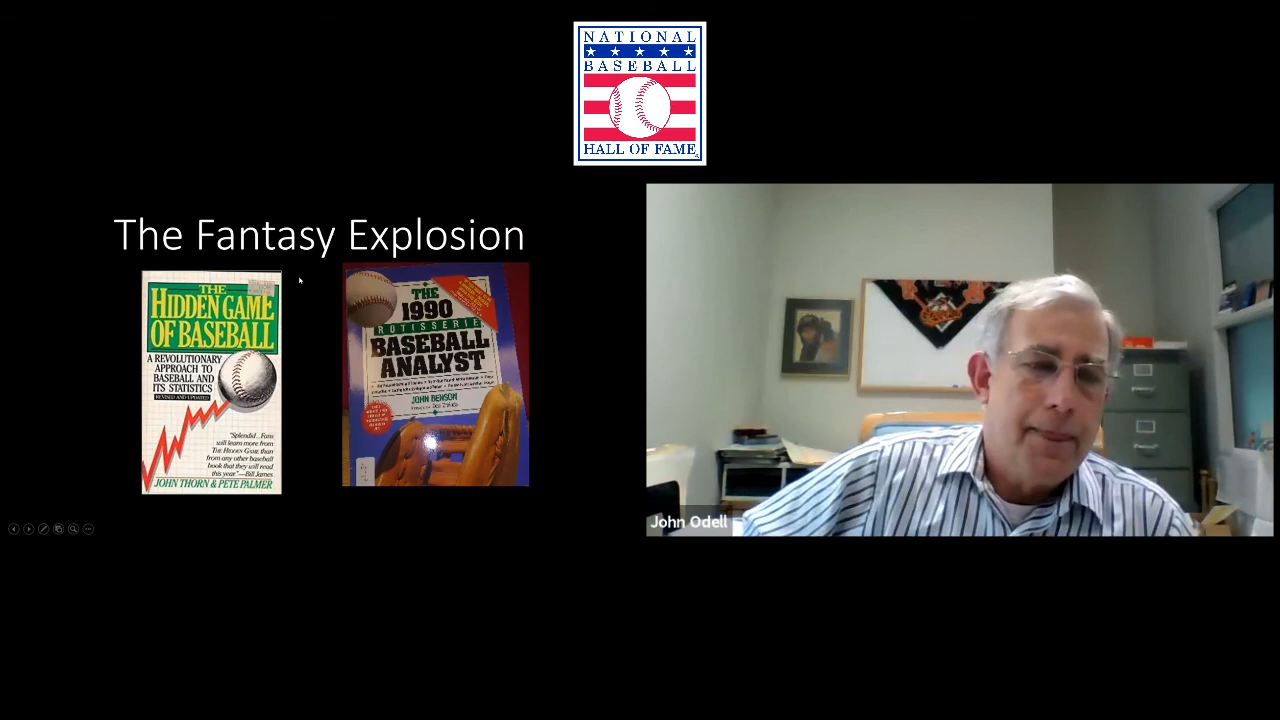 NATIONAL
BASEBALL
HALL OF FAME
The Fantasy Explosion
THE
HIDDEN GAME
OF BASEBALL
A REVOLUTIONARY
APPROACH TO
BASEBALL AND
ITS STATISTICS
REVISED AND UPDATED
"Splendid...Fans
will learn more from
THE HIDDEN GAME than
from any other baseball
book that they will read
this year"—Bill James
JOHN THORN & PETE PALMER
THE
1990
ROTISSERIE
BASEBALL
ANALYST
JOHN BENSON
John Odell